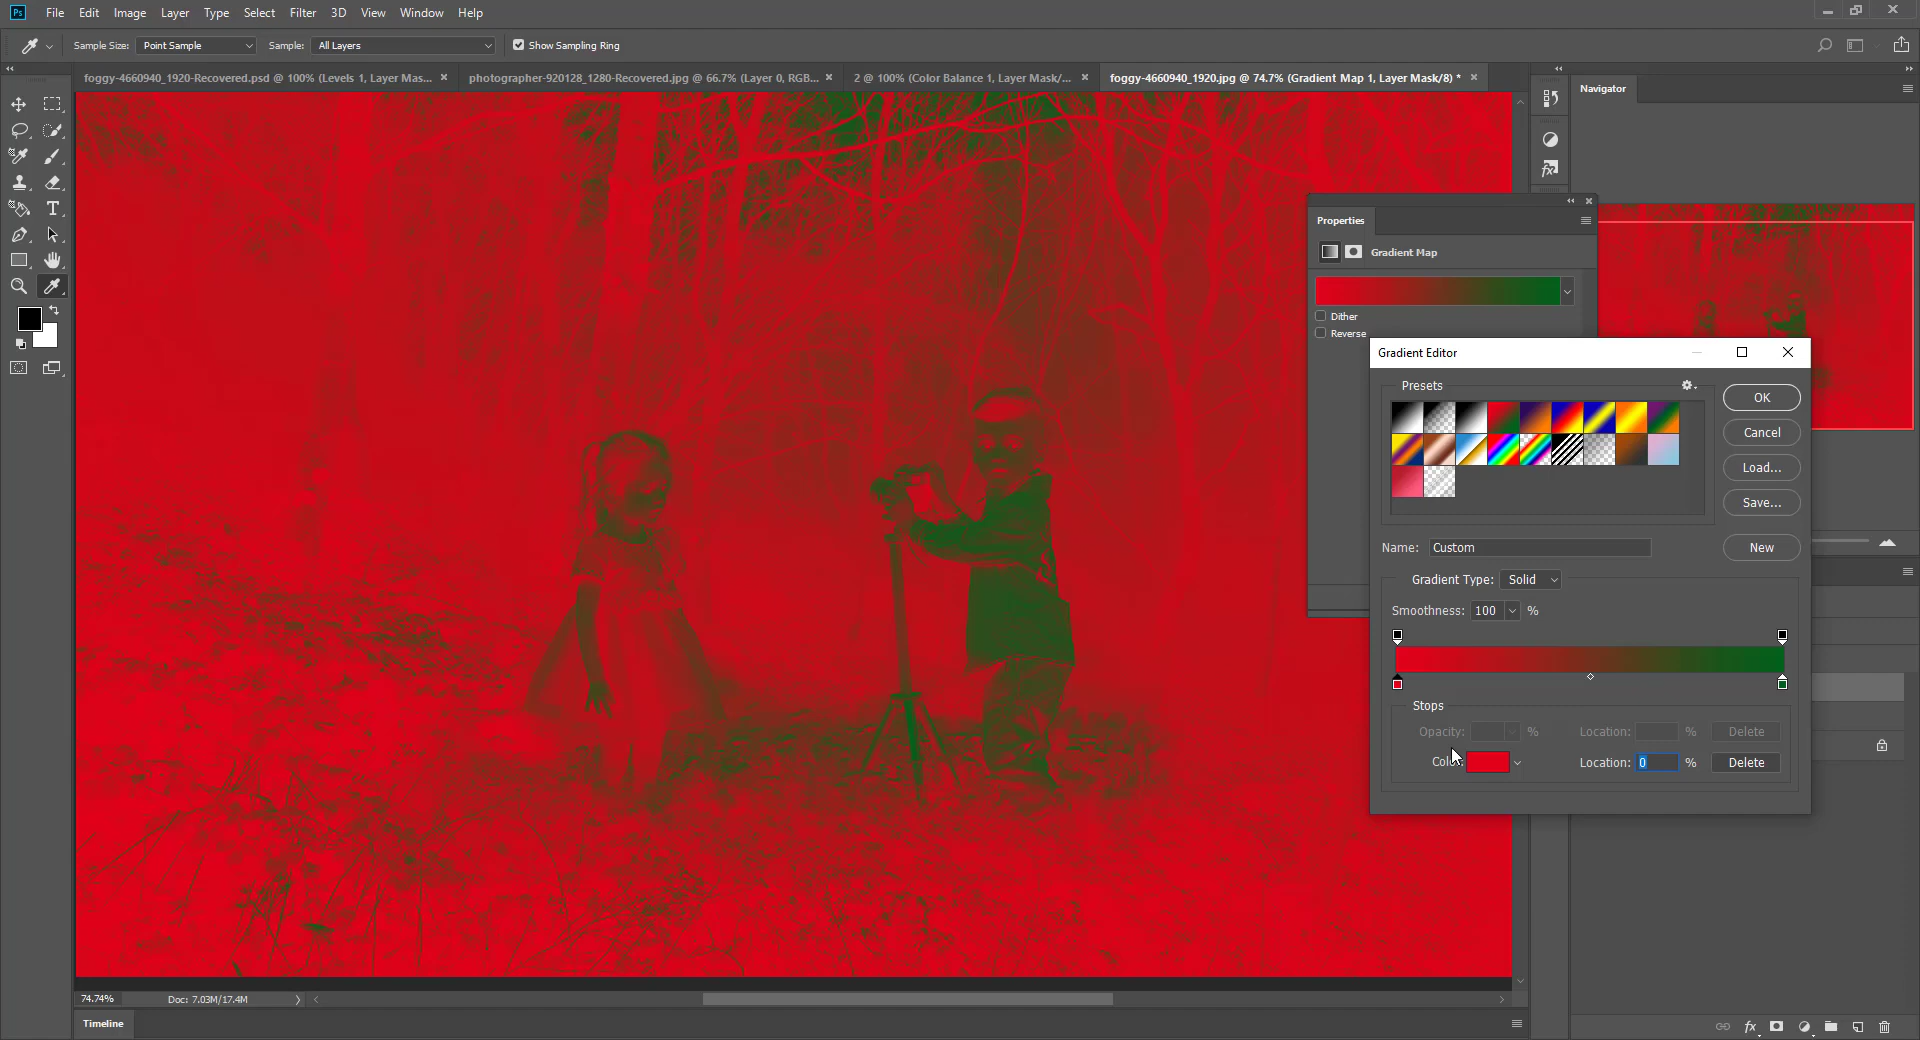 Ps File Edit Image Layer Type Select Filter 3D View Window Help
Sample Size: Point Sample Sample: All Layers Show Sampling Ring
foggy-4660940_1920-Recovered.psd @ 100% (Levels 1, Layer Mas... photographer-920128_1280-Recovered.jpg @ 66.7% (Layer 0, RGB... 2 @ 100% (Color Balance 1, Layer Mask/... foggy-4660940_1920.jpg @ 74.7% (Gradient Map 1, Layer Mask/8) *
Navigator
Properties
Gradient Map
Dither
Reverse
Gradient Editor
Presets
OK
Cancel
Load...
Save...
Name: Custom
New
Gradient Type: Solid
Smoothness: 100 %
Stops
Opacity: % Location: % Delete
Location: 0 % Delete
74.74% Doc: 7.03M/17.4M
Timeline